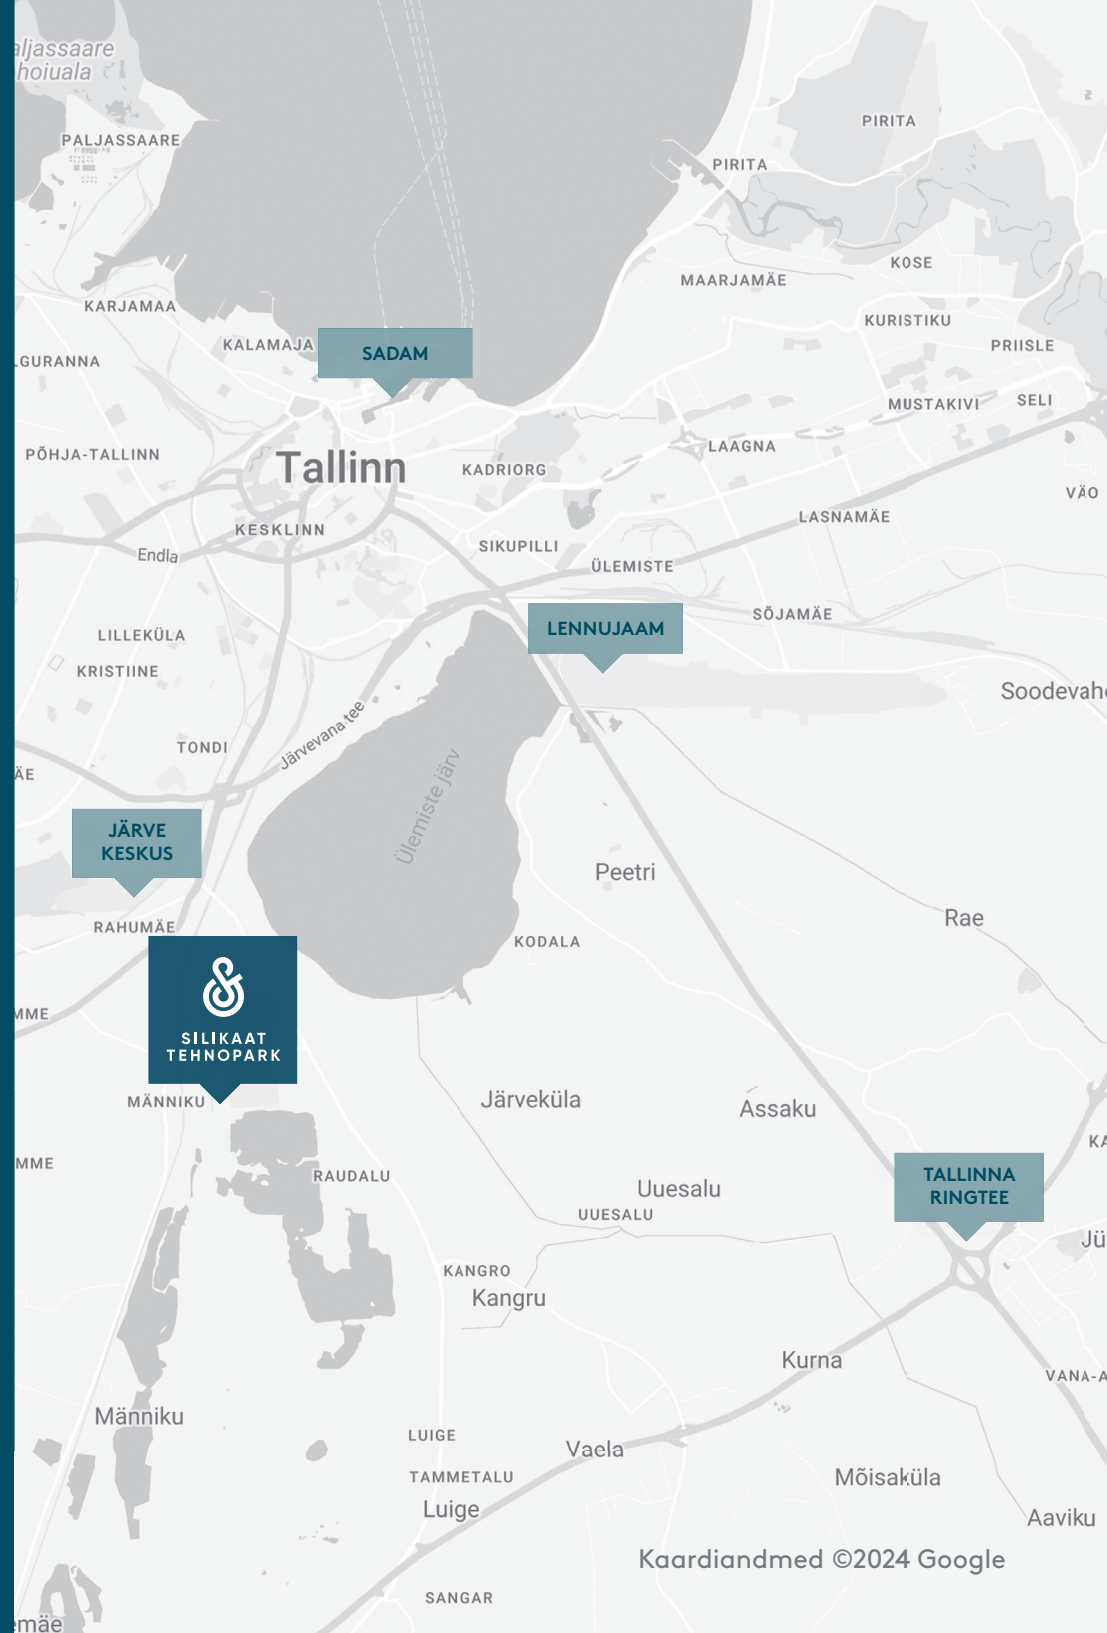 aljassaare
hoiuala
PALJASSAARE
PIRITA
PIRITA
KOSE
MAARJAMÄE
KARJAMAA
KURISTIKU
KALAMAJA
PRIISLE
SADAM
LGURANNA
SELI
MUSTAKIVI
LAAGNA
PÕHJA-TALLINN
Tallinn
KADRIORG
VÄO
LASNAMÄE
KESKLINN
SIKUPILLI
Endla
ÜLEMISTE
SÕJAMÄE
LENNUJAAM
LILLEKÜLA
KRISTIINE
Soodevahe
Järvevana tee
TONDI
ÄE
Ülemiste järv
JÄRVE
KESKUS
Peetri
Rae
RAHUMÄE
KODALA
MME
SILIKAAT
TEHNOPARK
MÄNNIKU
Järveküla
Assaku
KA
MME
RAUDALU
TALLINNA
RINGTEE
Uuesalu
UUESALU
Jü
KANGRO
Kangru
Kurna
VANA-A
Männiku
LUIGE
Vaela
TAMMETALU
Mõisaküla
Luige
Aaviku
Kaardiandmed ©2024 Google
SANGAR
emäe